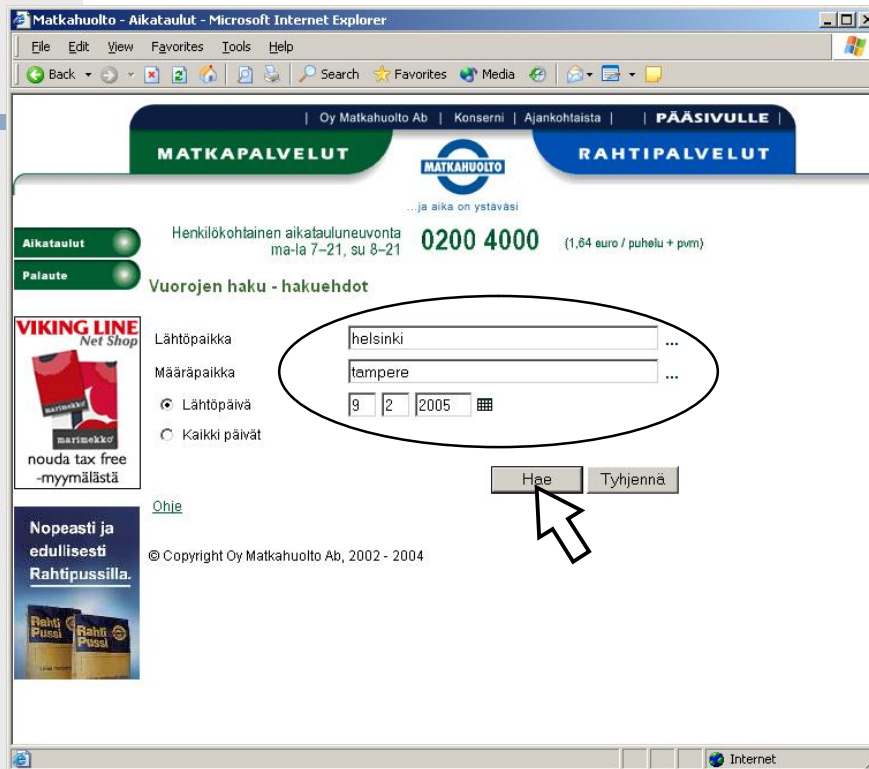 Matkahuolto - Aikataulut - Microsoft Internet Explorer
File Edit View Favorites Tools Help
Back Search Favorites Media
| Oy Matkahuolto Ab | Konserni | Ajankohtaista | | PÄÄSIVULLE |
MATKAPALVELUT
MATKAHUOLTO
RAHTIPALVELUT
...ja aika on ystäväsi
Aikataulut
Palaute
Henkilökohtainen aikatauluneuvonta
ma-la 7–21, su 8–21
0200 4000
(1,64 euro / puhelu + pvm)
Vuorojen haku - hakuehdot
VIKING LINE
Net Shop
marimekko
marimekko
nouda tax free
-myymälästä
Lähtöpaikka helsinki ...
Määräpaikka tampere ...
Lähtöpäivä 9 2 2005
Kaikki päivät
Hae Tyhjennä
Ohje
© Copyright Oy Matkahuolto Ab, 2002 - 2004
Nopeasti ja
edullisesti
Rahtipussilla.
Rahti
Pussi
Rahti
Pussi
Internet